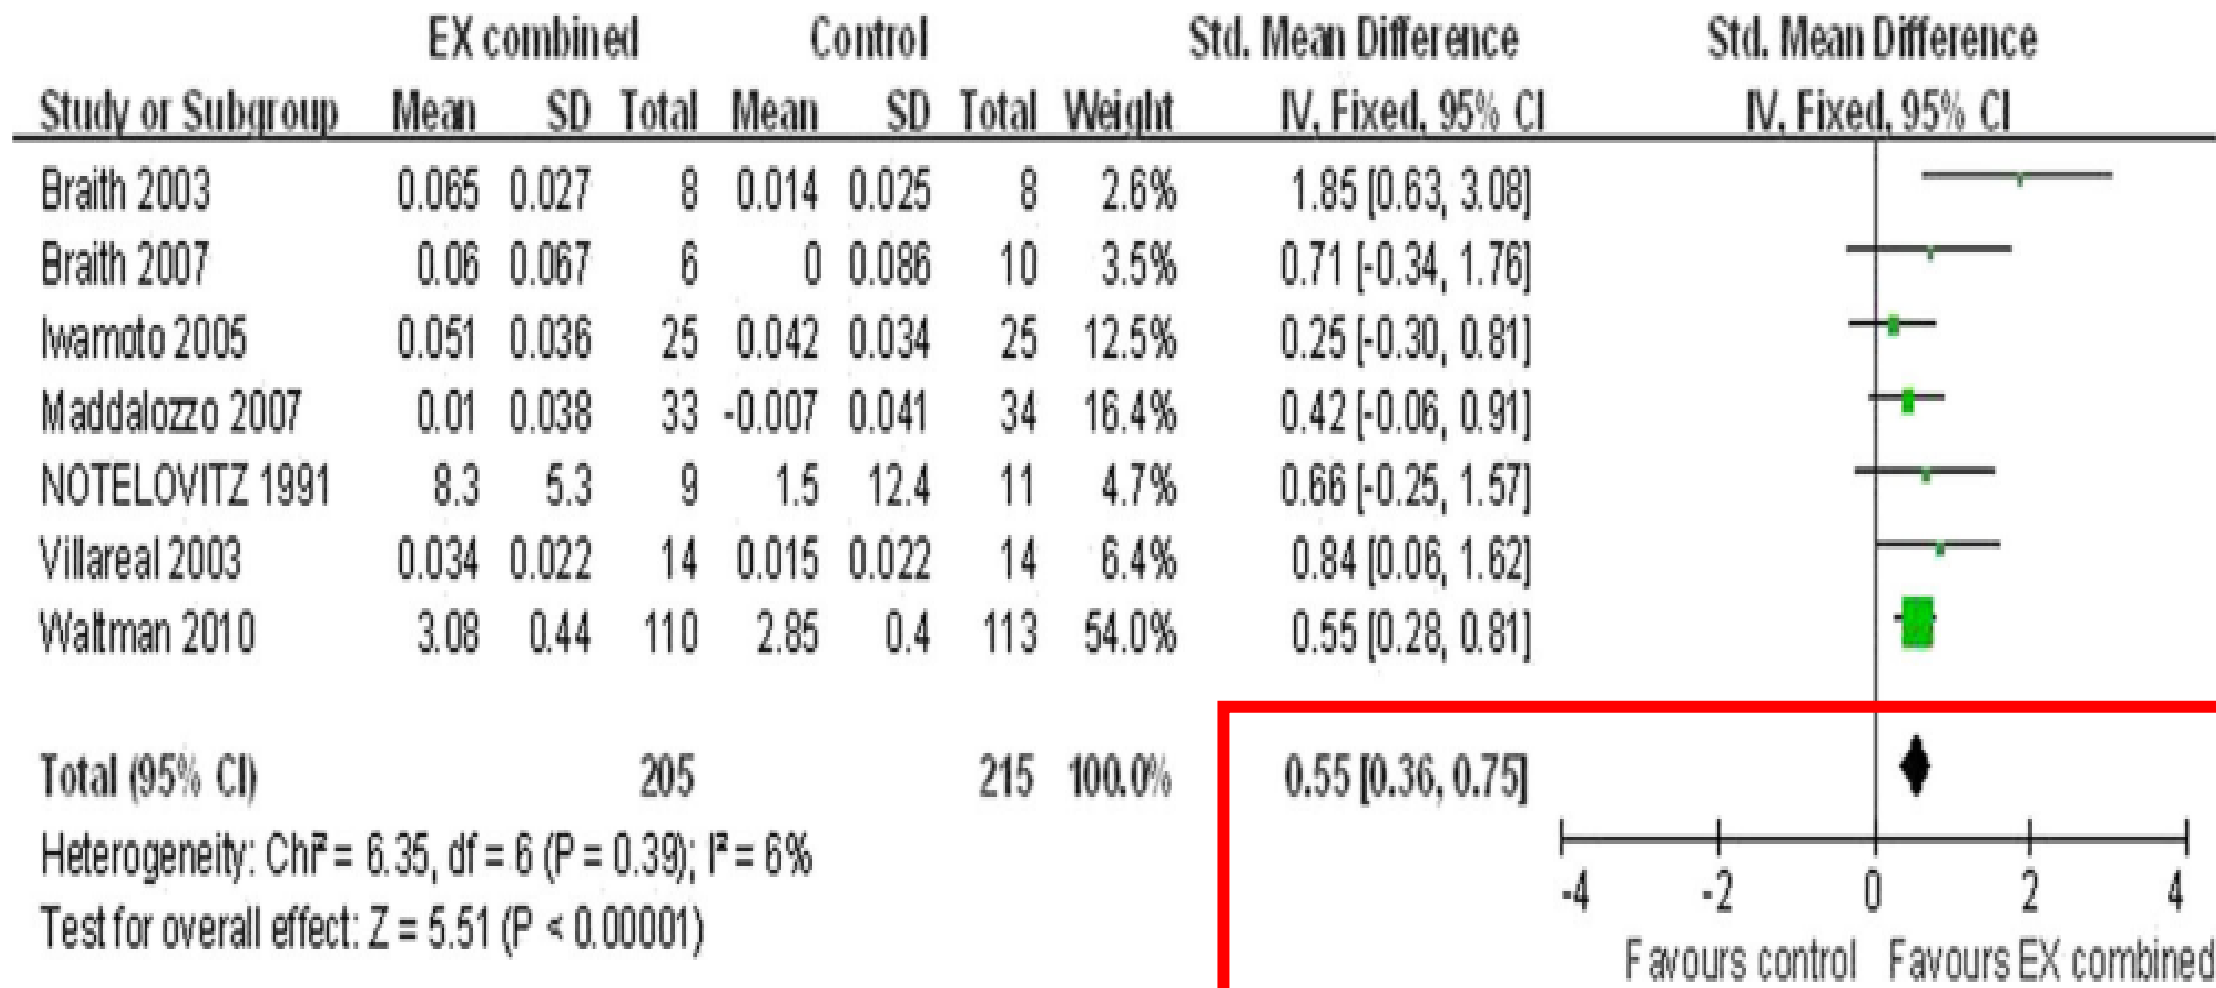 EX combined Control Std. Mean Difference Std. Mean Difference
Study or Subgroup Mean SD Total Mean SD Total Weight IV, Fixed, 95% CI IV, Fixed, 95% CI
Braith 2003 0.065 0.027 8 0.014 0.025 8 2.6% 1.85 [0.63, 3.08]
Braith 2007 0.06 0.067 6 0 0.086 10 3.5% 0.71 [-0.34, 1.76]
Iwamoto 2005 0.051 0.036 25 0.042 0.034 25 12.5% 0.25 [-0.30, 0.81]
Maddalozzo 2007 0.01 0.038 33 -0.007 0.041 34 16.4% 0.42 [-0.06, 0.91]
NOTELOVITZ 1991 8.3 5.3 9 1.5 12.4 11 4.7% 0.66 [-0.25, 1.57]
Villareal 2003 0.034 0.022 14 0.015 0.022 14 6.4% 0.84 [0.06, 1.62]
Waltman 2010 3.08 0.44 110 2.85 0.4 113 54.0% 0.55 [0.28, 0.81]
Total (95% CI) 205 215 100.0% 0.55 [0.36, 0.75]
Heterogeneity: Chi² = 6.35, df = 6 (P = 0.39); I² = 6%
Test for overall effect: Z = 5.51 (P < 0.00001)
-4 -2 0 2 4
Favours control Favours EX combined